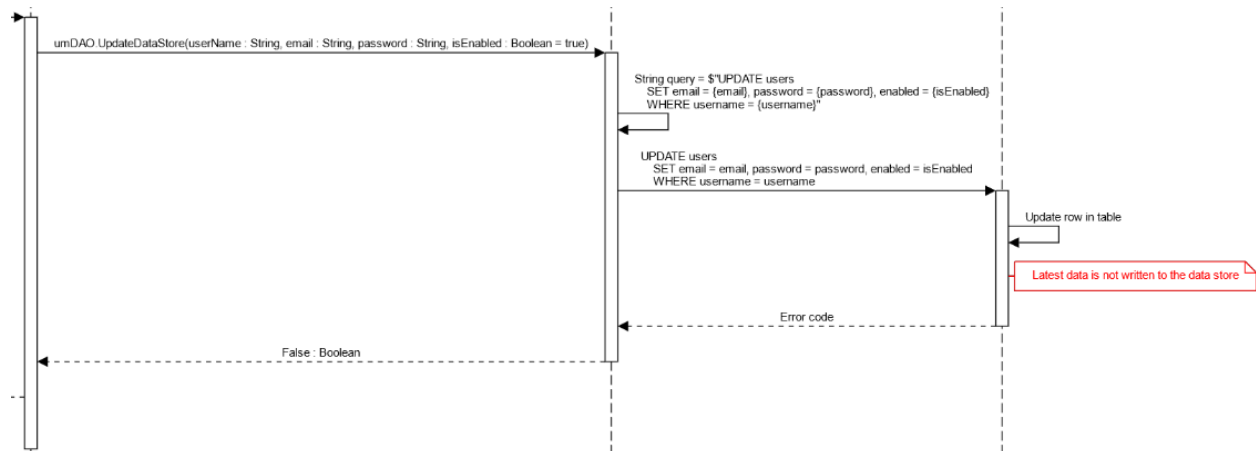 umDAO.UpdateDataStore(userName : String, email : String, password : String, isEnabled : Boolean = true)
String query = $"UPDATE users
SET email = {email}, password = {password}, enabled = {isEnabled}
WHERE username = {username}"
UPDATE users
SET email = email, password = password, enabled = isEnabled
WHERE username = username
Update row in table
Latest data is not written to the data store
Error code
False : Boolean